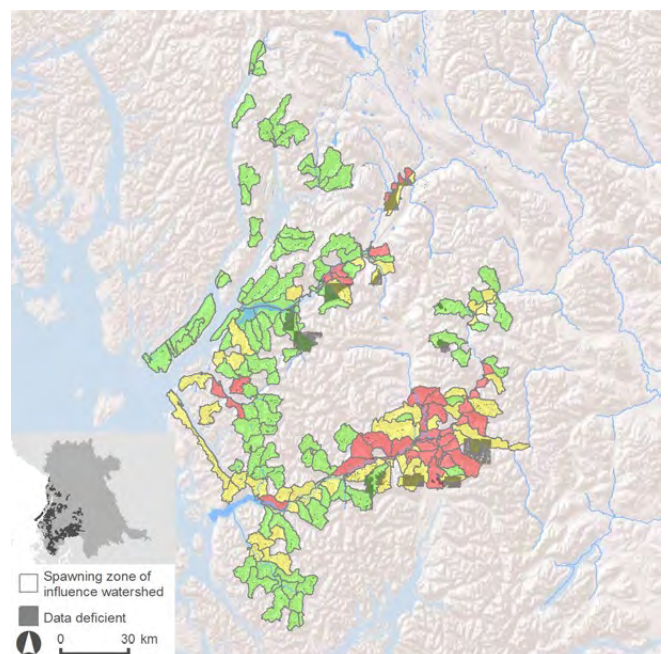 Spawning zone of
influence watershed
Data deficient
0 30 km